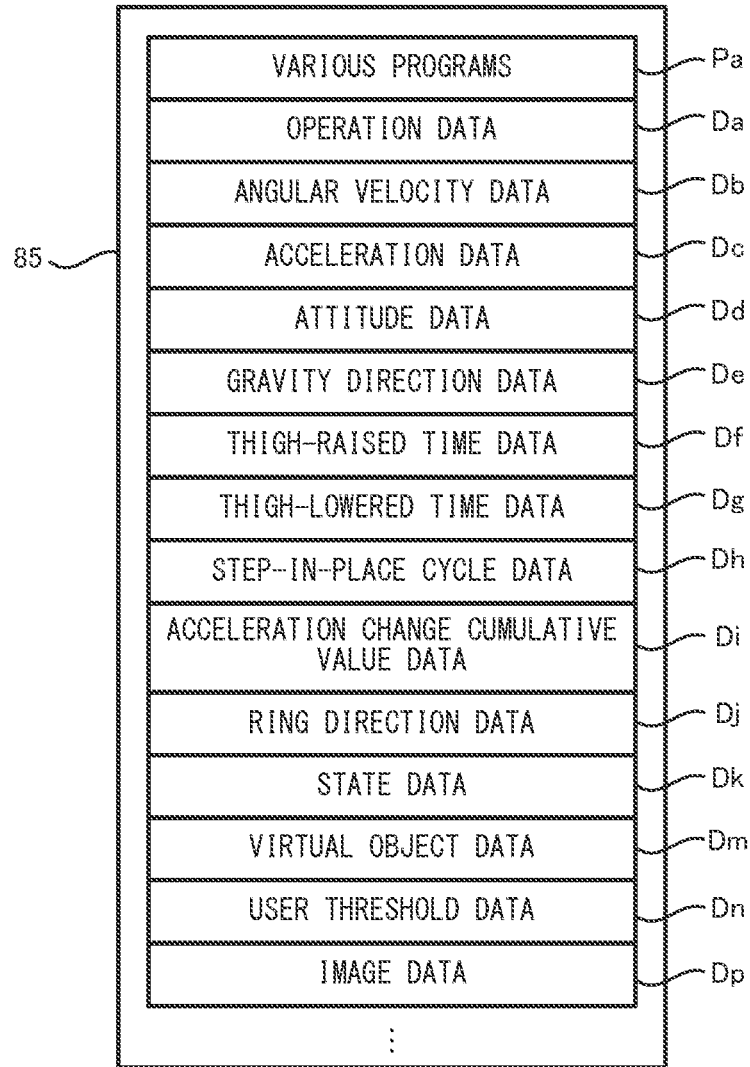 VARIOUS PROGRAMS Pa
OPERATION DATA Da
ANGULAR VELOCITY DATA Db
85
ACCELERATION DATA Dc
ATTITUDE DATA Dd
GRAVITY DIRECTION DATA De
THIGH-RAISED TIME DATA Df
THIGH-LOWERED TIME DATA Dg
STEP-IN-PLACE CYCLE DATA Dh
ACCELERATION CHANGE CUMULATIVE
VALUE DATA Di
RING DIRECTION DATA Dj
STATE DATA Dk
VIRTUAL OBJECT DATA Dm
USER THRESHOLD DATA Dn
IMAGE DATA Dp
⋮